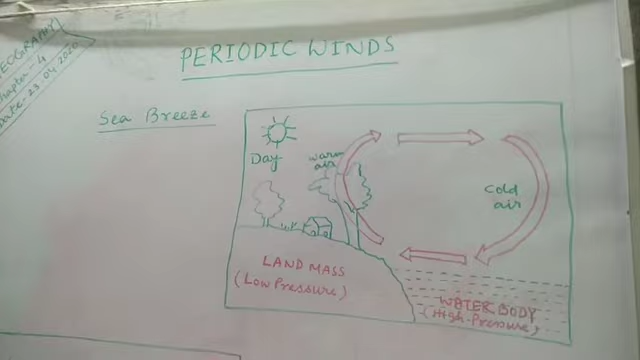 GEOGRAPHY
Chapter - 4
Date - 23.04.2020
PERIODIC WINDS
Sea Breeze
Day
warm
air
Cold
air
LAND MASS
(Low Pressure)
WATER BODY
(High-Pressure)